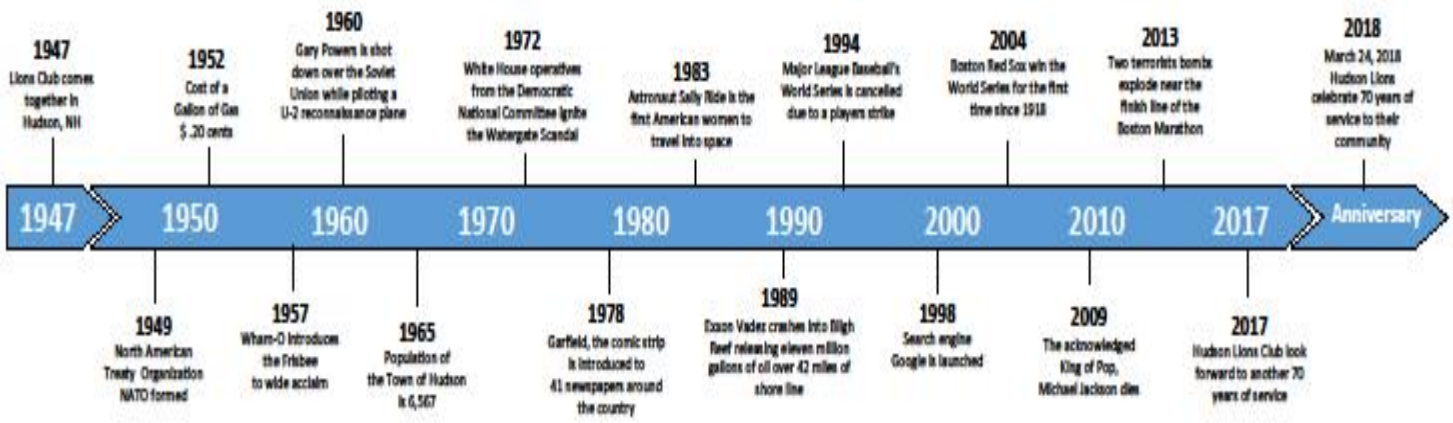 1947
Lions Club comes
together in
Hudson, NH
1952
Cost of a
Gallon of Gas
$ .20 cents
1960
Gary Powers is shot
down over the Soviet
Union while piloting a
U-2 reconnaissance plane
1972
White House operatives
from the Democratic
National Committee ignite
the Watergate Scandal
1983
Astronaut Sally Ride is the
first American women to
travel into space
1994
Major League Baseball's
World Series is cancelled
due to a players strike
2004
Boston Red Sox win the
World Series for the first
time since 1918
2013
Two terrorists bombs
explode near the
finish line of the
Boston Marathon
2018
March 24, 2018
Hudson Lions
celebrate 70 years of
service to their
community
1947
1950
1960
1970
1980
1990
2000
2010
2017
Anniversary
1949
North American
Treaty Organization
NATO formed
1957
Wham-O introduces
the Frisbee
to wide acclaim
1965
Population of
the Town of Hudson
is 6,567
1978
Garfield, the comic strip
is introduced to
41 newspapers around
the country
1989
Exxon Vadez crashes into Bligh
Reef releasing eleven million
gallons of oil over 42 miles of
shore line
1998
Search engine
Google is launched
2009
The acknowledged
King of Pop,
Michael Jackson dies
2017
Hudson Lions Club look
forward to another 70
years of service